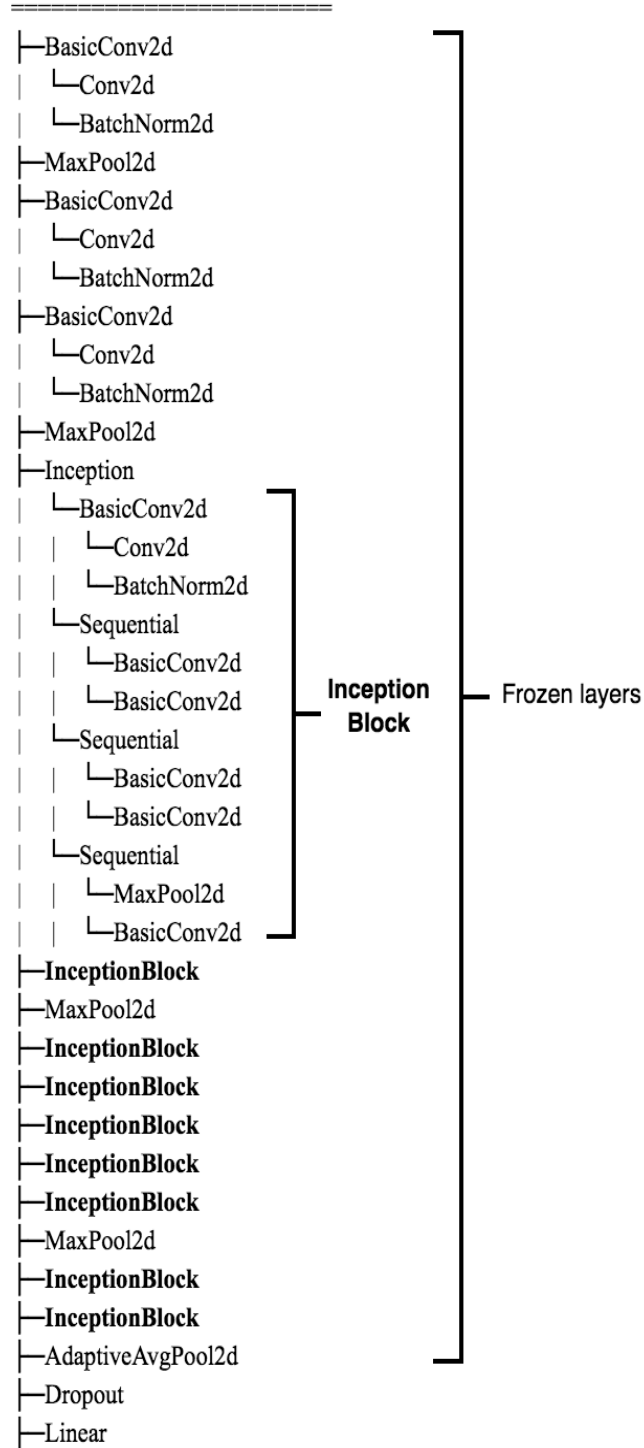 ========================
├─BasicConv2d
| └─Conv2d
| └─BatchNorm2d
├─MaxPool2d
├─BasicConv2d
| └─Conv2d
| └─BatchNorm2d
├─BasicConv2d
| └─Conv2d
| └─BatchNorm2d
├─MaxPool2d
├─Inception
| └─BasicConv2d
| | └─Conv2d
| | └─BatchNorm2d
| └─Sequential
| | └─BasicConv2d
| | └─BasicConv2d
| └─Sequential
| | └─BasicConv2d
| | └─BasicConv2d
| └─Sequential
| | └─MaxPool2d
| | └─BasicConv2d
├─InceptionBlock
├─MaxPool2d
├─InceptionBlock
├─InceptionBlock
├─InceptionBlock
├─InceptionBlock
├─InceptionBlock
├─MaxPool2d
├─InceptionBlock
├─InceptionBlock
├─AdaptiveAvgPool2d
├─Dropout
├─Linear
Inception
Block
Frozen layers